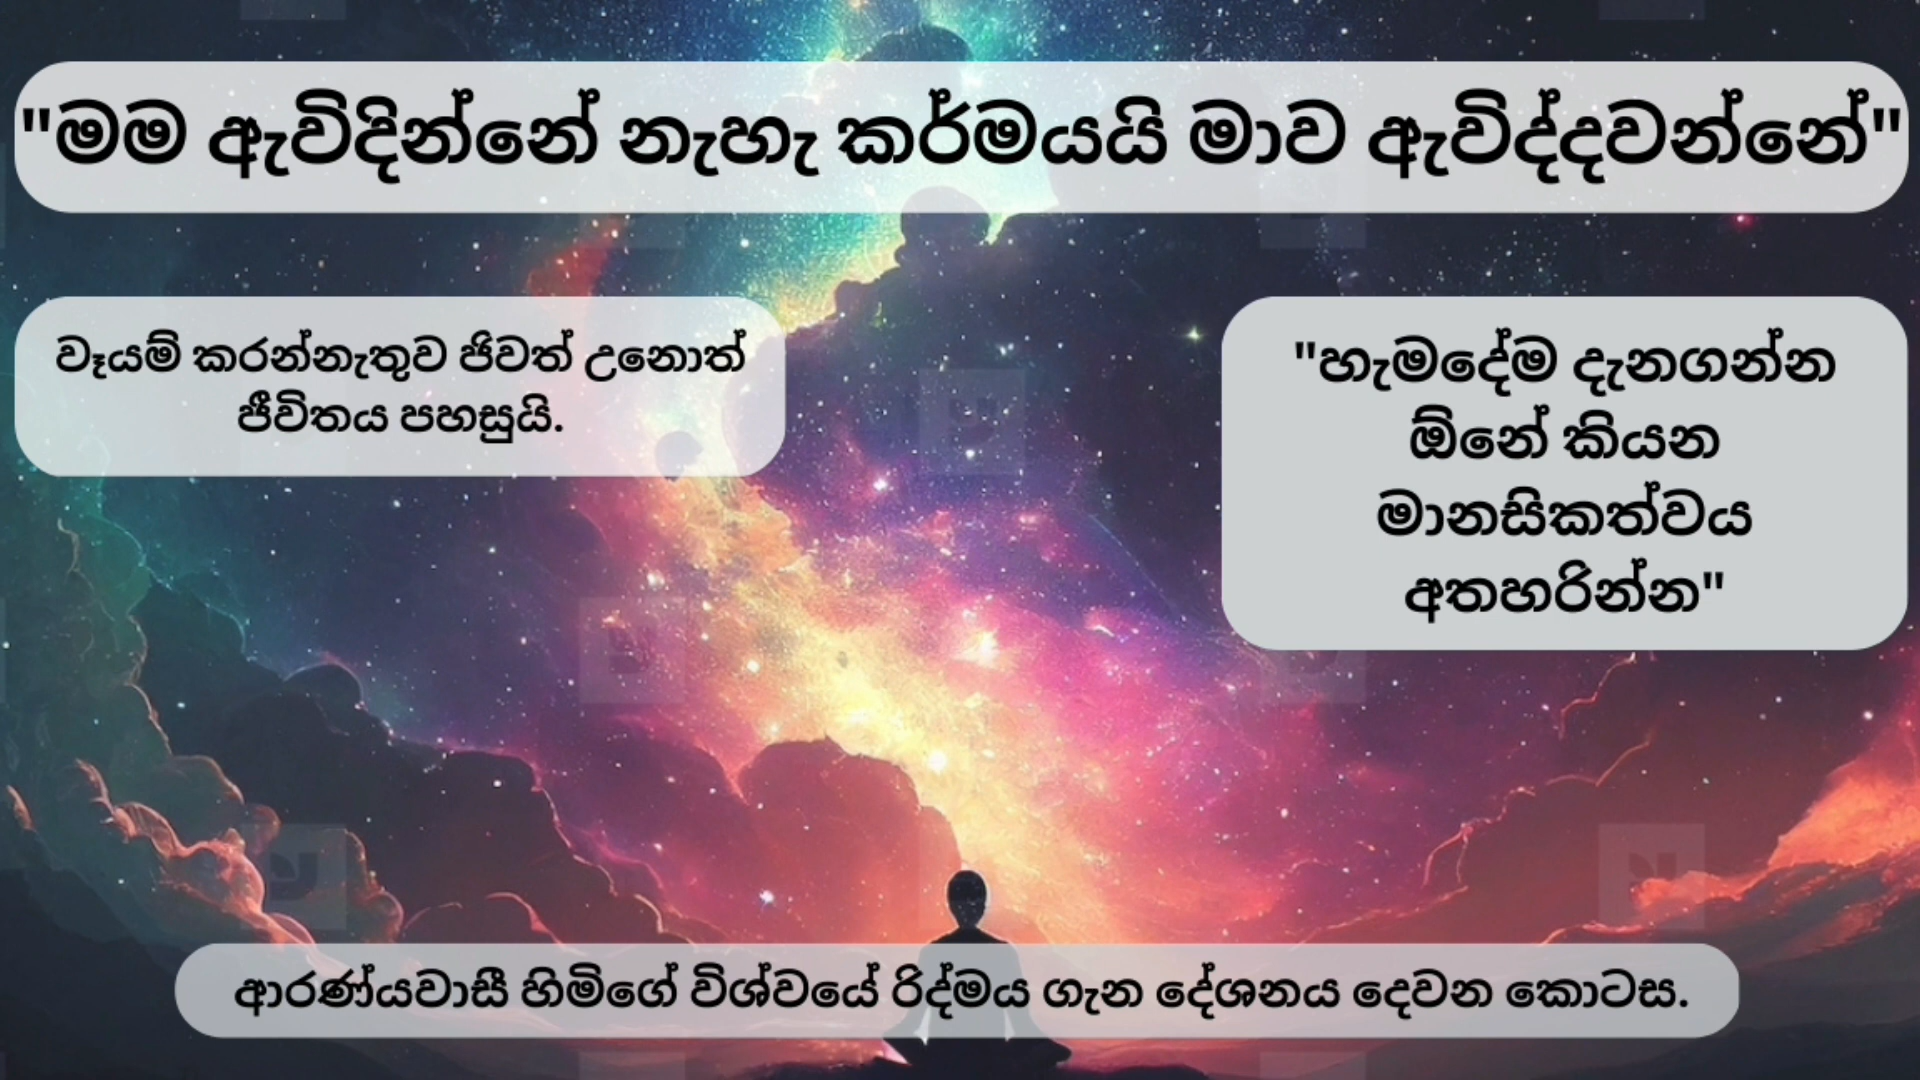 "මම ඇවිදින්නේ නැහැ කර්මයයි මාව ඇවිද්දවන්නේ"
වෑයම් කරන්නැතුව ජිවත් උනොත්
ජීවිතය පහසුයි.
"හැමදේම දැනගන්න
ඕනේ කියන
මානසිකත්වය
අතහරින්න"
ආරණ්යවාසී හිමිගේ විශ්වයේ රිද්මය ගැන දේශනය දෙවන කොටස.